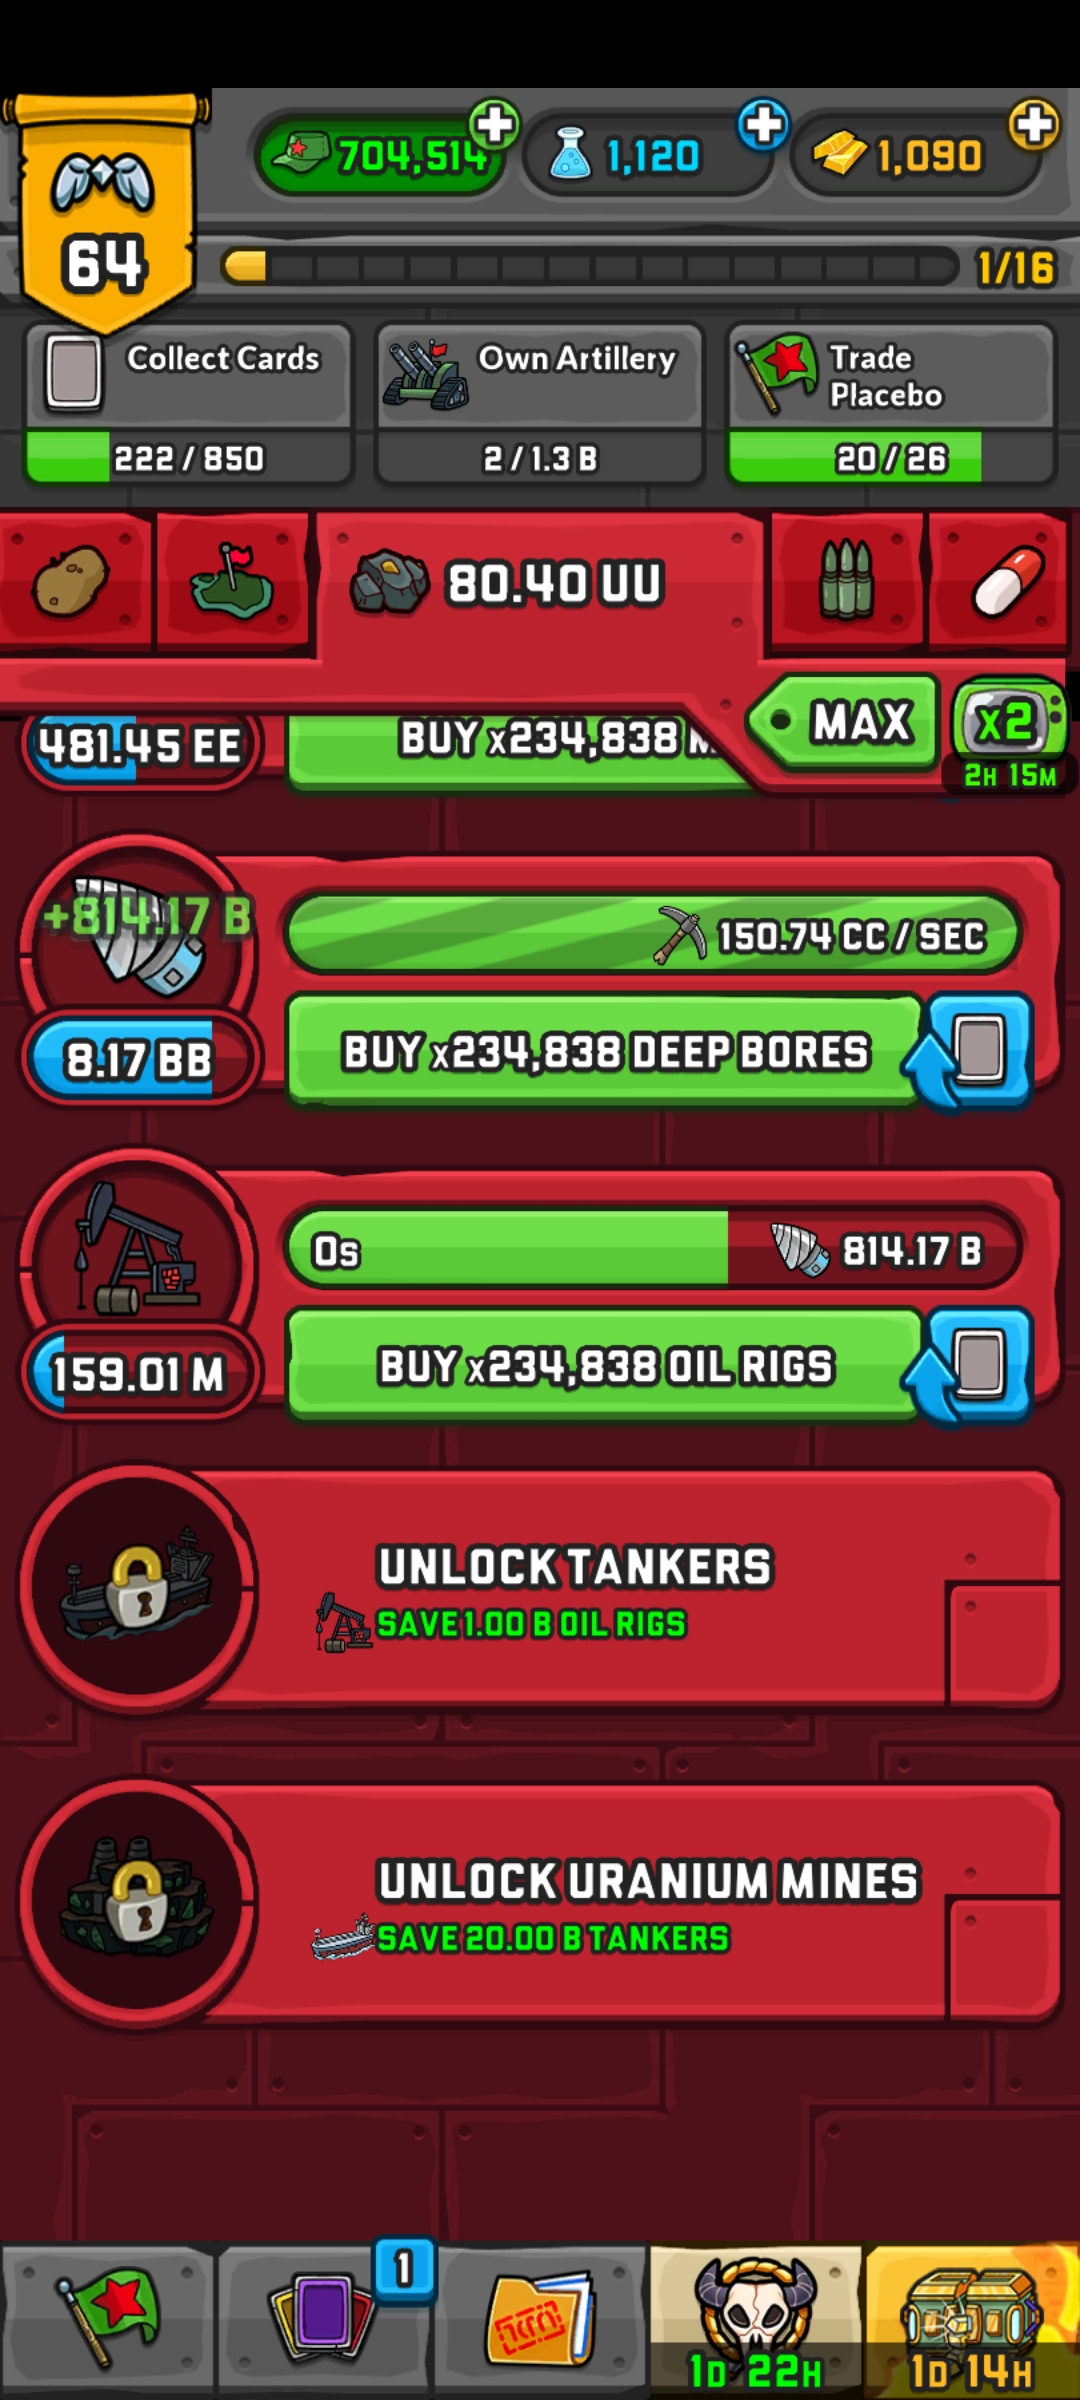 704,514
1,120
1,090
64
1/16
Collect Cards
222 / 850
Own Artillery
2 / 1.3 B
Trade
Placebo
20 / 26
80.40 UU
481.45 EE
BUY x234,838
MAX
x2
2H 15M
+814.17 B
150.74 CC / SEC
8.17 BB
BUY x234,838 DEEP BORES
0s
814.17 B
159.01 M
BUY x234,838 OIL RIGS
UNLOCK TANKERS
SAVE 1.00 B OIL RIGS
UNLOCK URANIUM MINES
SAVE 20.00 B TANKERS
1
1D 22H
1D 14H